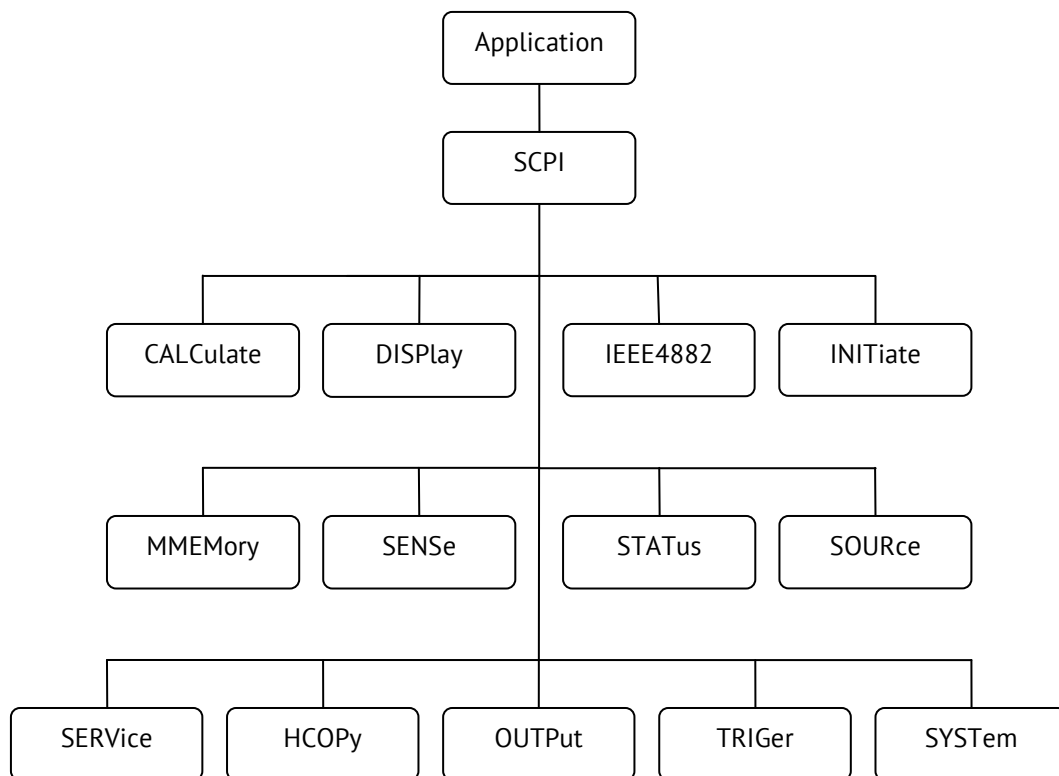 Application
SCPI
CALCulate
DISPlay
IEEE4882
INITiate
MMEMory
SENSe
STATus
SOURce
SERVice
HCOPy
OUTPut
TRIGer
SYSTem